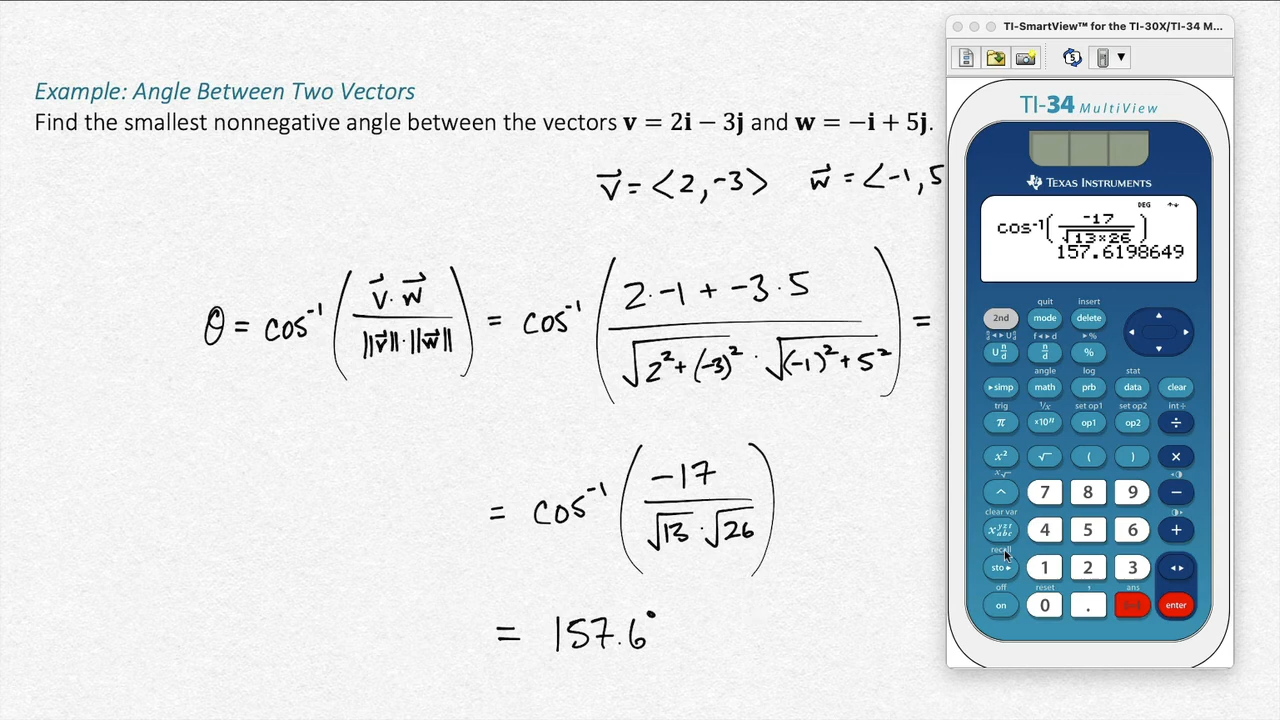 Example: Angle Between Two Vectors
Find the smallest nonnegative angle between the vectors v = 2i − 3j and w = −i + 5j.
v⃗ = <2, -3>   w⃗ = <-1, 5
θ = cos⁻¹( v⃗·w⃗ / ||v⃗||·||w⃗|| ) = cos⁻¹( 2·-1 + -3·5 / √(2² + (-3)²) · √((-1)² + 5²) ) =
= cos⁻¹( -17 / √13 · √26 )
= 157.6°
TI-SmartView™ for the TI-30X/TI-34 M...
5
TI-34 MultiView
TEXAS INSTRUMENTS
DEG
cos⁻¹( -17 / √13*26 )
157.6198649
quit insert
2nd mode delete
►%
U n/d n/d %
angle log stat
►simp math prb data clear
trig 1/x set op1 set op2 int÷
π ×10ⁿ op1 op2 ÷
x² √ ( ) ×
x√
^ 7 8 9 −
clear var
x y z t a b c 4 5 6 +
recall
sto► 1 2 3 ◄►
off reset , ans
on 0 . (−) enter